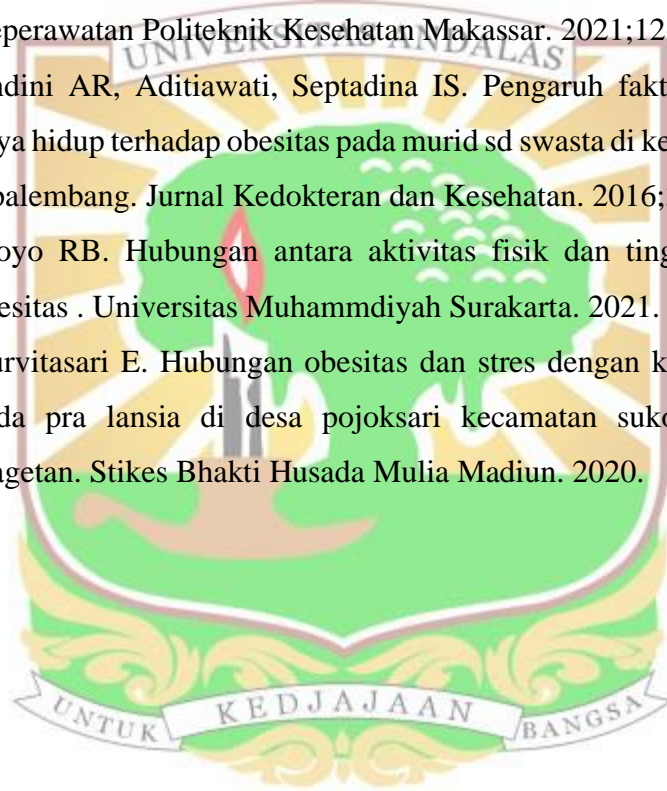 eperawatan Politeknik Kesehatan Makassar. 2021;12
UNIVERSITAS ANDALAS
ndini AR, Aditiawati, Septadina IS. Pengaruh fakt
ya hidup terhadap obesitas pada murid sd swasta di ke
palembang. Jurnal Kedokteran dan Kesehatan. 2016;
oyo RB. Hubungan antara aktivitas fisik dan ting
esitas . Universitas Muhammdiyah Surakarta. 2021.
urvitasari E. Hubungan obesitas dan stres dengan k
da pra lansia di desa pojoksari kecamatan suko
agetan. Stikes Bhakti Husada Mulia Madiun. 2020.
UNTUK KEDJAJAAN BANGSA